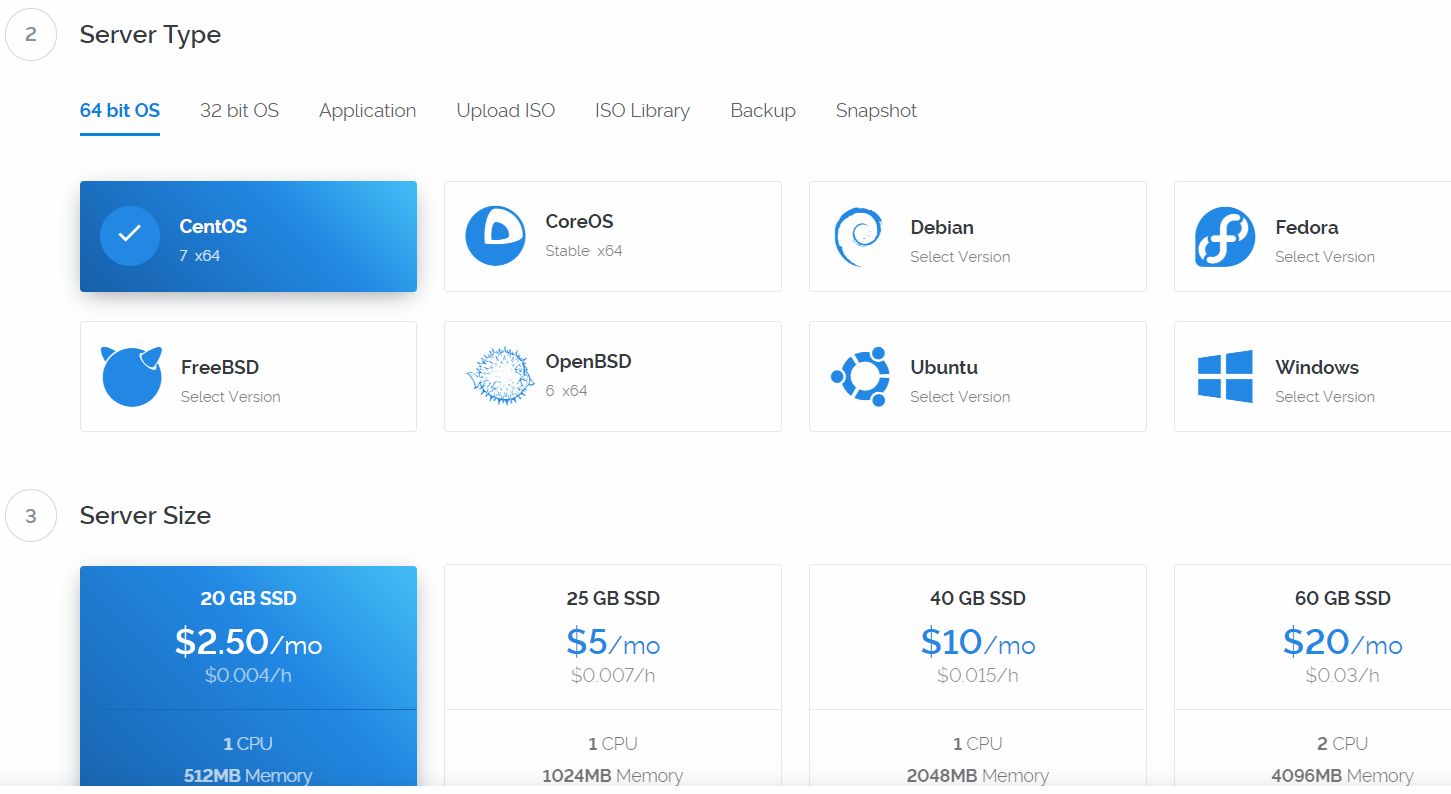 2
Server Type
64 bit OS
32 bit OS
Application
Upload ISO
ISO Library
Backup
Snapshot
CentOS
7 x64
CoreOS
Stable x64
Debian
Select Version
Fedora
Select Version
FreeBSD
Select Version
OpenBSD
6 x64
Ubuntu
Select Version
Windows
Select Version
3
Server Size
20 GB SSD
$2.50/mo
$0.004/h
1 CPU
512MB Memory
25 GB SSD
$5/mo
$0.007/h
1 CPU
1024MB Memory
40 GB SSD
$10/mo
$0.015/h
1 CPU
2048MB Memory
60 GB SSD
$20/mo
$0.03/h
2 CPU
4096MB Memory